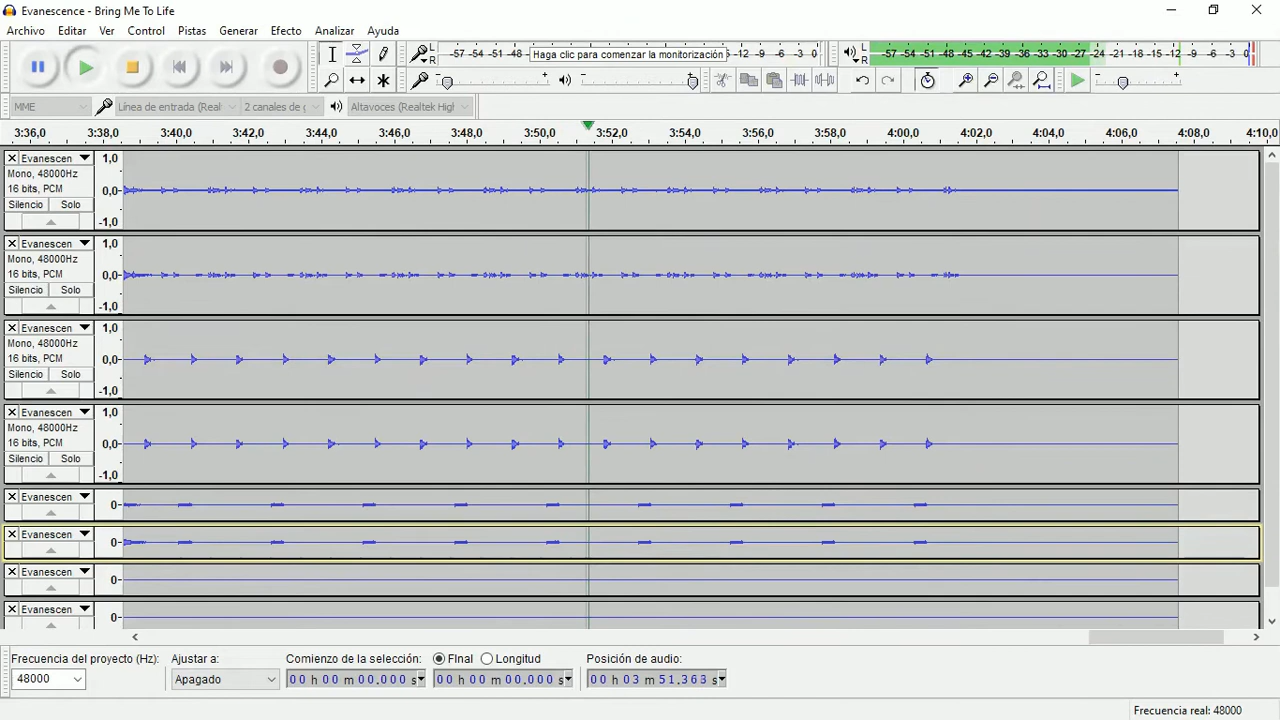 Evanescence - Bring Me To Life
Archivo Editar Ver Control Pistas Generar Efecto Analizar Ayuda
L R -57 -54 -51 -48 Haga clic para comenzar la monitorización -12 -9 -6 -3 0
L R -57 -54 -51 -48 -45 -42 -39 -36 -33 -30 -27 -24 -21 -18 -15 -12 -9 -6 -3 0
MME Línea de entrada (Real 2 canales de g Altavoces (Realtek High
3:36,0 3:38,0 3:40,0 3:42,0 3:44,0 3:46,0 3:48,0 3:50,0 3:52,0 3:54,0 3:56,0 3:58,0 4:00,0 4:02,0 4:04,0 4:06,0 4:08,0 4:10,0
Evanescen 1,0
Mono, 48000Hz
16 bits, PCM 0,0
Silencio Solo
-1,0
Evanescen 1,0
Mono, 48000Hz
16 bits, PCM 0,0
Silencio Solo
-1,0
Evanescen 1,0
Mono, 48000Hz
16 bits, PCM 0,0
Silencio Solo
-1,0
Evanescen 1,0
Mono, 48000Hz
16 bits, PCM 0,0
Silencio Solo
-1,0
Evanescen 0
Evanescen 0
Evanescen 0
Evanescen 0
Frecuencia del proyecto (Hz): Ajustar a: Comienzo de la selección: FInal Longitud Posición de audio:
48000 Apagado 00 h 00 m 00.000 s 00 h 00 m 00.000 s 00 h 03 m 51.363 s
Frecuencia real: 48000